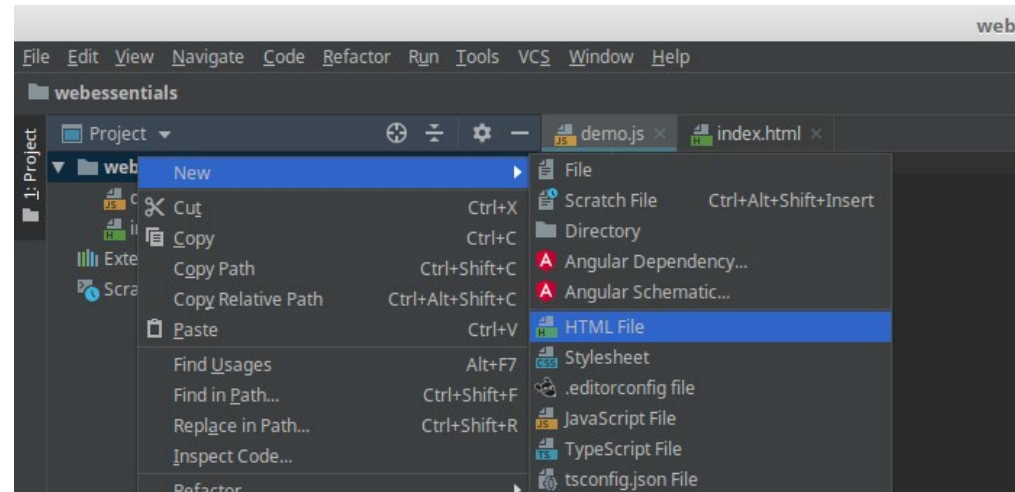 web
File Edit View Navigate Code Refactor Run Tools VCS Window Help
webessentials
1: Project
Project
demo.js
index.html
web
New
Cut Ctrl+X
Copy Ctrl+C
Copy Path Ctrl+Shift+C
Copy Relative Path Ctrl+Alt+Shift+C
Paste Ctrl+V
Find Usages Alt+F7
Find in Path... Ctrl+Shift+F
Replace in Path... Ctrl+Shift+R
Inspect Code...
Refactor
Exte
Scra
File
Scratch File Ctrl+Alt+Shift+Insert
Directory
Angular Dependency...
Angular Schematic...
HTML File
Stylesheet
.editorconfig file
JavaScript File
TypeScript File
tsconfig.json File